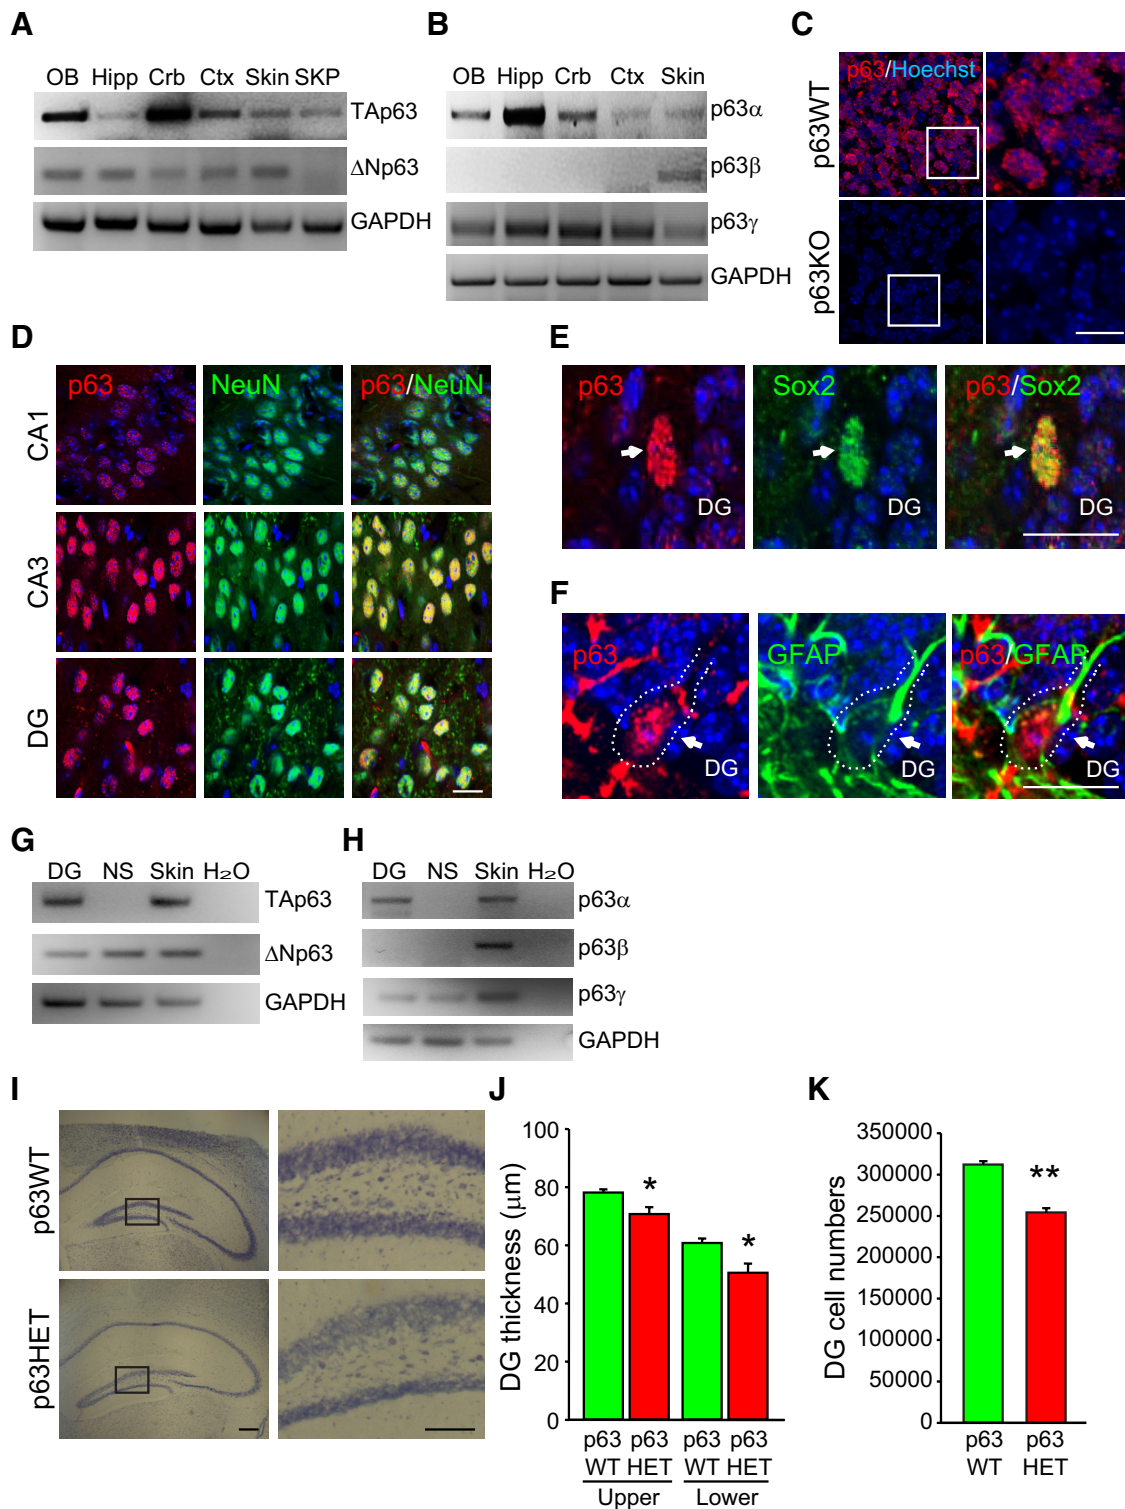 A
OB Hipp Crb Ctx Skin SKP
TAp63
ΔNp63
GAPDH
B
OB Hipp Crb Ctx Skin
p63α
p63β
p63γ
GAPDH
C
p63WT
p63/Hoechst
p63KO
D
p63 NeuN p63/NeuN
CA1
CA3
DG
E
p63 Sox2 p63/Sox2
DG DG DG
F
p63 GFAP p63/GFAP
DG DG DG
G
DG NS Skin H₂O
TAp63
ΔNp63
GAPDH
H
DG NS Skin H₂O
p63α
p63β
p63γ
GAPDH
I
p63WT
p63HET
J
DG thickness (μm)
100
80
60
40
20
0
* *
p63 p63 p63 p63
WT HET WT HET
Upper Lower
K
DG cell numbers
350000
300000
250000
200000
150000
100000
50000
0
**
p63 p63
WT HET